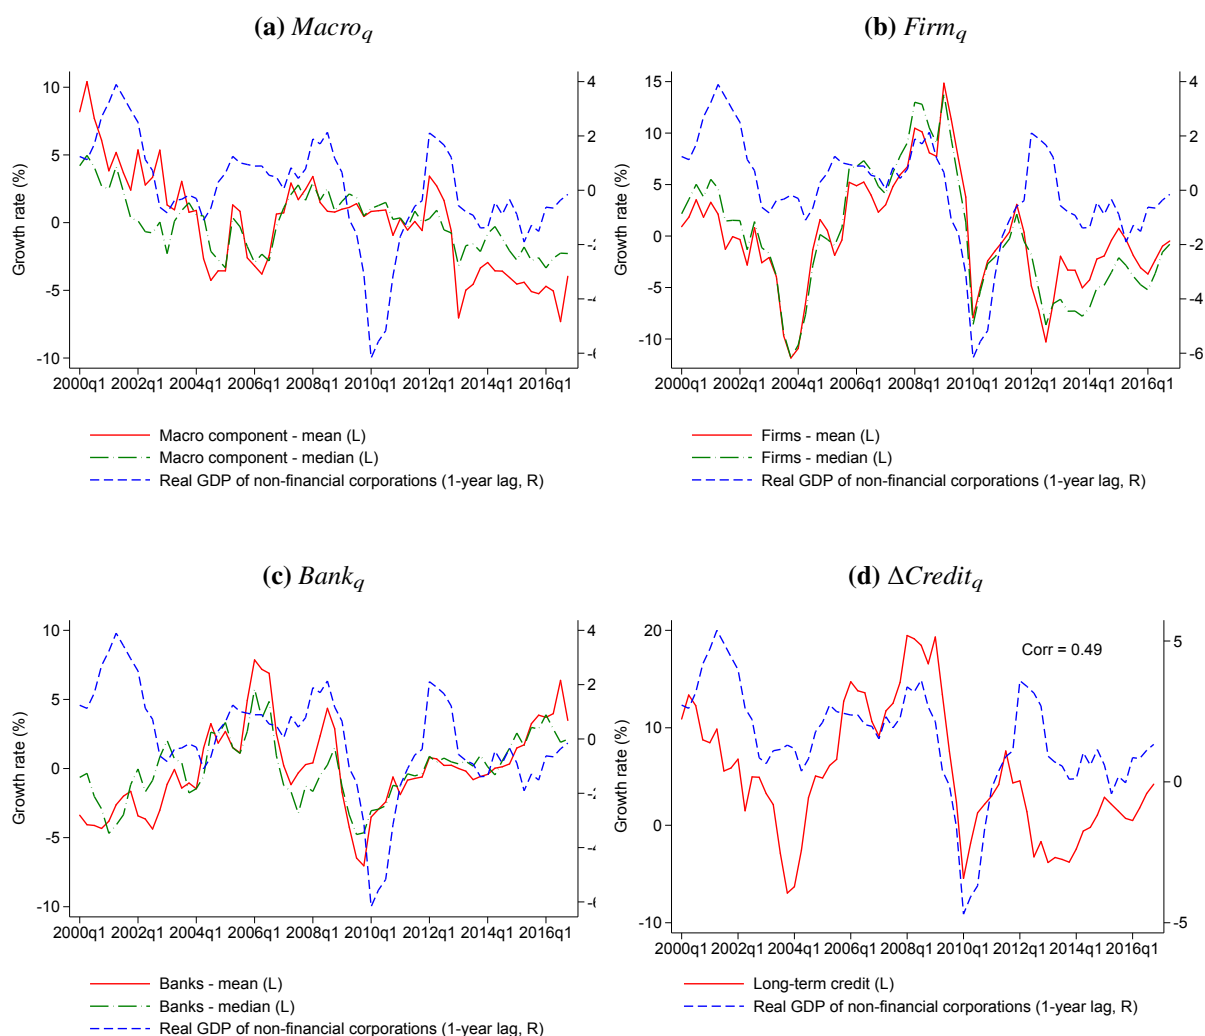 (a) Macro_q
(b) Firm_q
10
5
0
-5
-10
Growth rate (%)
4
2
0
-2
-4
-6
2000q1 2002q1 2004q1 2006q1 2008q1 2010q1 2012q1 2014q1 2016q1
Macro component - mean (L)
Macro component - median (L)
Real GDP of non-financial corporations (1-year lag, R)
15
10
5
0
-5
-10
Growth rate (%)
4
2
0
-2
-4
-6
2000q1 2002q1 2004q1 2006q1 2008q1 2010q1 2012q1 2014q1 2016q1
Firms - mean (L)
Firms - median (L)
Real GDP of non-financial corporations (1-year lag, R)
(c) Bank_q
(d) ΔCredit_q
10
5
0
-5
-10
Growth rate (%)
4
2
0
-2
-4
-6
2000q1 2002q1 2004q1 2006q1 2008q1 2010q1 2012q1 2014q1 2016q1
Banks - mean (L)
Banks - median (L)
Real GDP of non-financial corporations (1-year lag, R)
20
10
0
-10
Growth rate (%)
Corr = 0.49
5
0
-5
2000q1 2002q1 2004q1 2006q1 2008q1 2010q1 2012q1 2014q1 2016q1
Long-term credit (L)
Real GDP of non-financial corporations (1-year lag, R)